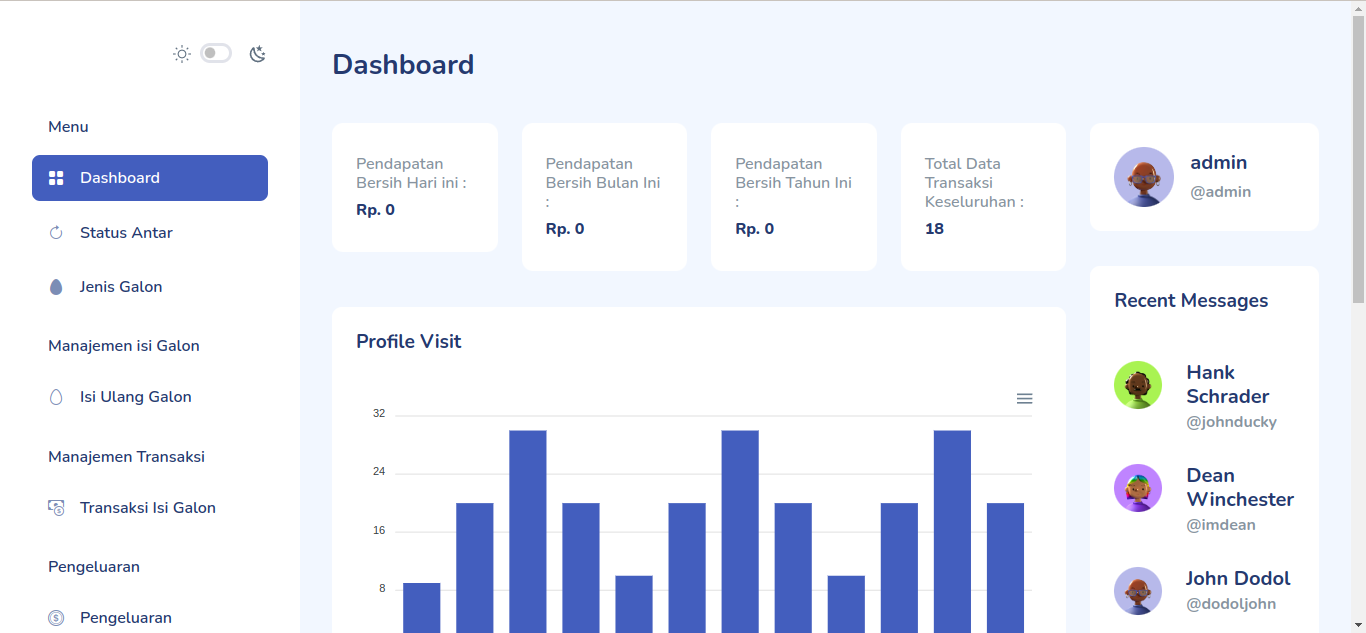 Menu
Dashboard
Status Antar
Jenis Galon
Manajemen isi Galon
Isi Ulang Galon
Manajemen Transaksi
Transaksi Isi Galon
Pengeluaran
Pengeluaran
Dashboard
Pendapatan
Bersih Hari ini :
Rp. 0
Pendapatan
Bersih Bulan Ini
:
Rp. 0
Pendapatan
Bersih Tahun Ini
:
Rp. 0
Total Data
Transaksi
Keseluruhan :
18
Profile Visit
32
24
16
8
admin
@admin
Recent Messages
Hank
Schrader
@johnducky
Dean
Winchester
@imdean
John Dodol
@dodoljohn